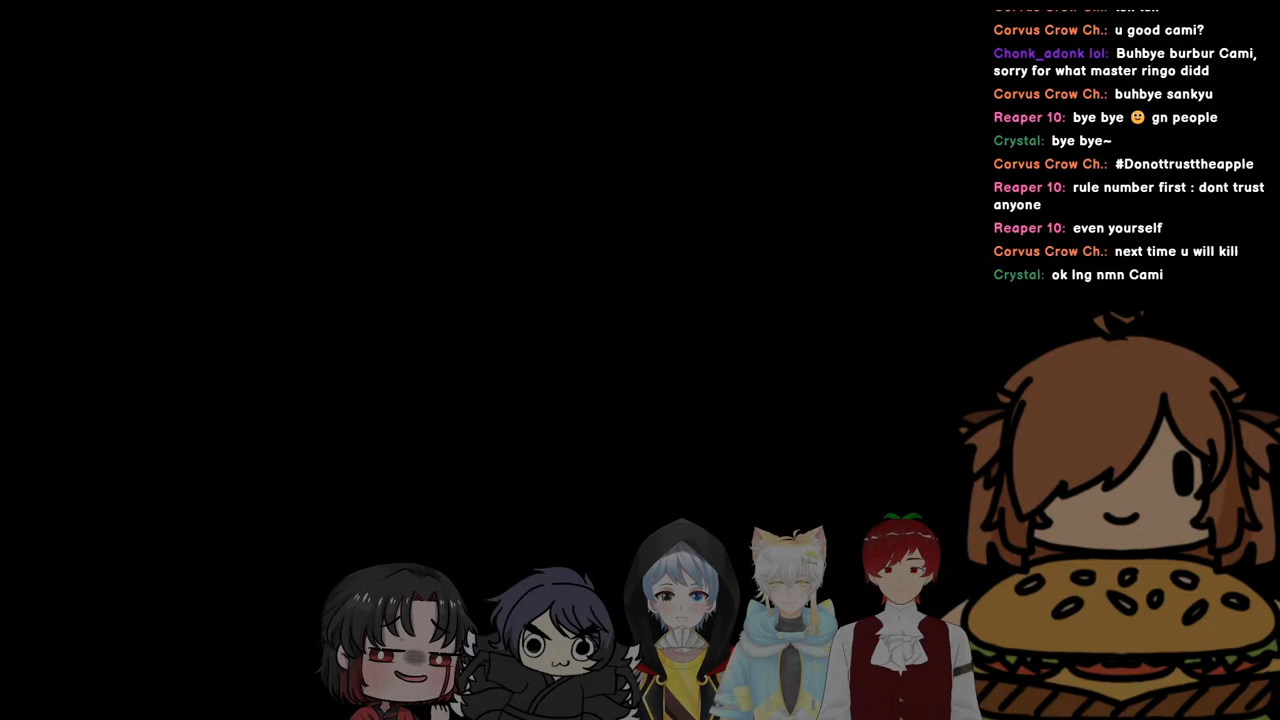 Corvus Crow Ch.: u good cami?
Chonk_adonk lol: Buhbye burbur Cami,
sorry for what master ringo didd
Corvus Crow Ch.: buhbye sankyu
Reaper 10: bye bye 🙂 gn people
Crystal: bye bye~
Corvus Crow Ch.: #Donottrusttheapple
Reaper 10: rule number first : dont trust
anyone
Reaper 10: even yourself
Corvus Crow Ch.: next time u will kill
Crystal: ok lng nmn Cami